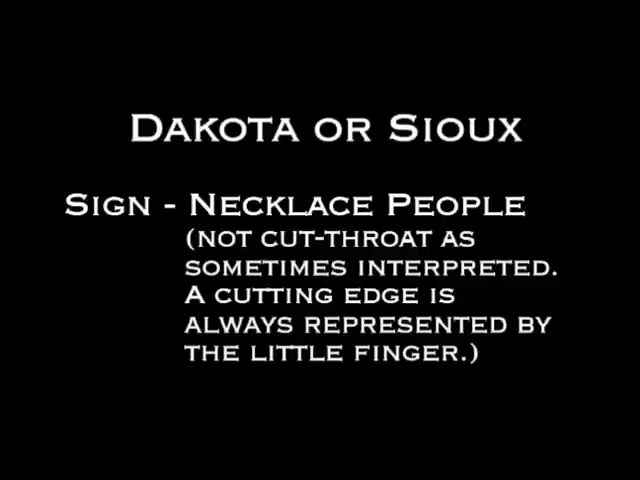 DAKOTA OR SIOUX
SIGN - NECKLACE PEOPLE
(NOT CUT-THROAT AS
SOMETIMES INTERPRETED.
A CUTTING EDGE IS
ALWAYS REPRESENTED BY
THE LITTLE FINGER.)